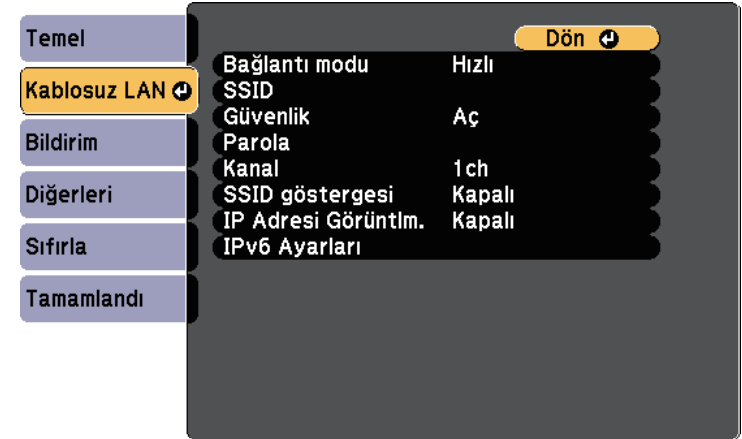 Temel
Kablosuz LAN
Bildirim
Diğerleri
Sıfırla
Tamamlandı
Dön
Bağlantı modu Hızlı
SSID
Güvenlik Aç
Parola
Kanal 1ch
SSID göstergesi Kapalı
IP Adresi Görüntlm. Kapalı
IPv6 Ayarları